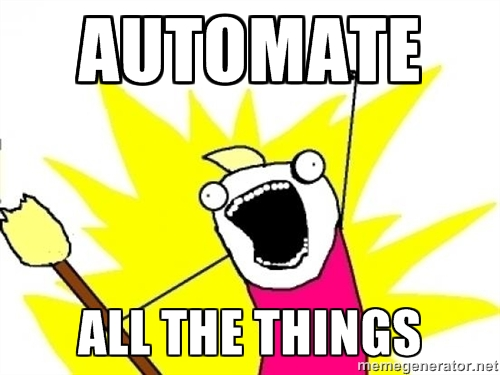 AUTOMATE
ALL THE THINGS
memegenerator.net